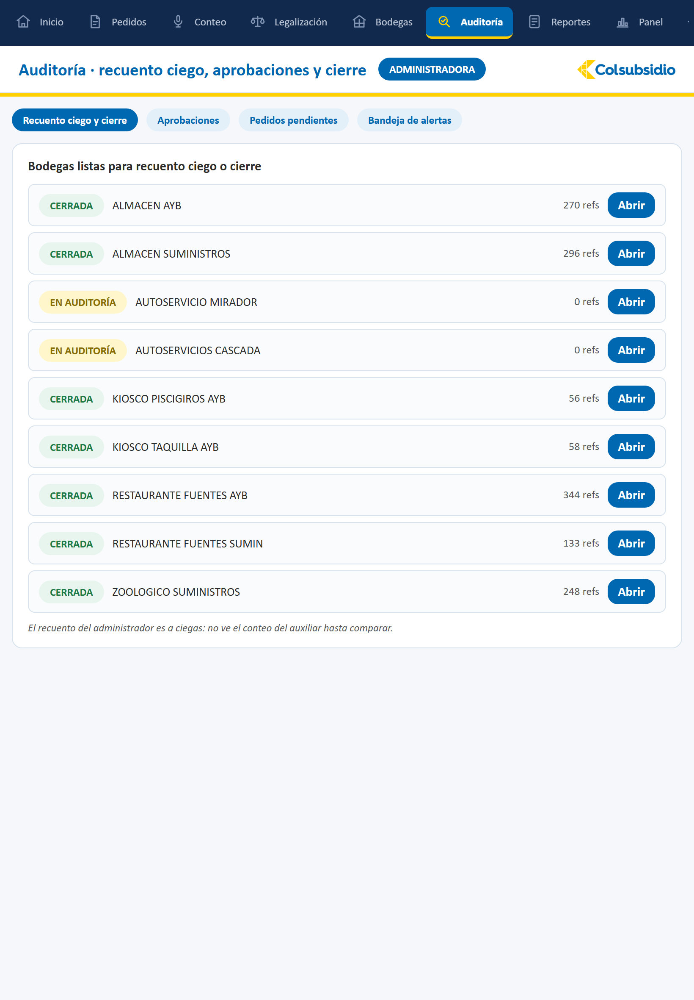 Inicio Pedidos Conteo Legalización Bodegas Auditoría Reportes Panel
Auditoría · recuento ciego, aprobaciones y cierre ADMINISTRADORA Colsubsidio
Recuento ciego y cierre Aprobaciones Pedidos pendientes Bandeja de alertas
Bodegas listas para recuento ciego o cierre
CERRADA ALMACEN AYB 270 refs Abrir
CERRADA ALMACEN SUMINISTROS 296 refs Abrir
EN AUDITORÍA AUTOSERVICIO MIRADOR 0 refs Abrir
EN AUDITORÍA AUTOSERVICIOS CASCADA 0 refs Abrir
CERRADA KIOSCO PISCIGIROS AYB 56 refs Abrir
CERRADA KIOSCO TAQUILLA AYB 58 refs Abrir
CERRADA RESTAURANTE FUENTES AYB 344 refs Abrir
CERRADA RESTAURANTE FUENTES SUMIN 133 refs Abrir
CERRADA ZOOLOGICO SUMINISTROS 248 refs Abrir
El recuento del administrador es a ciegas: no ve el conteo del auxiliar hasta comparar.